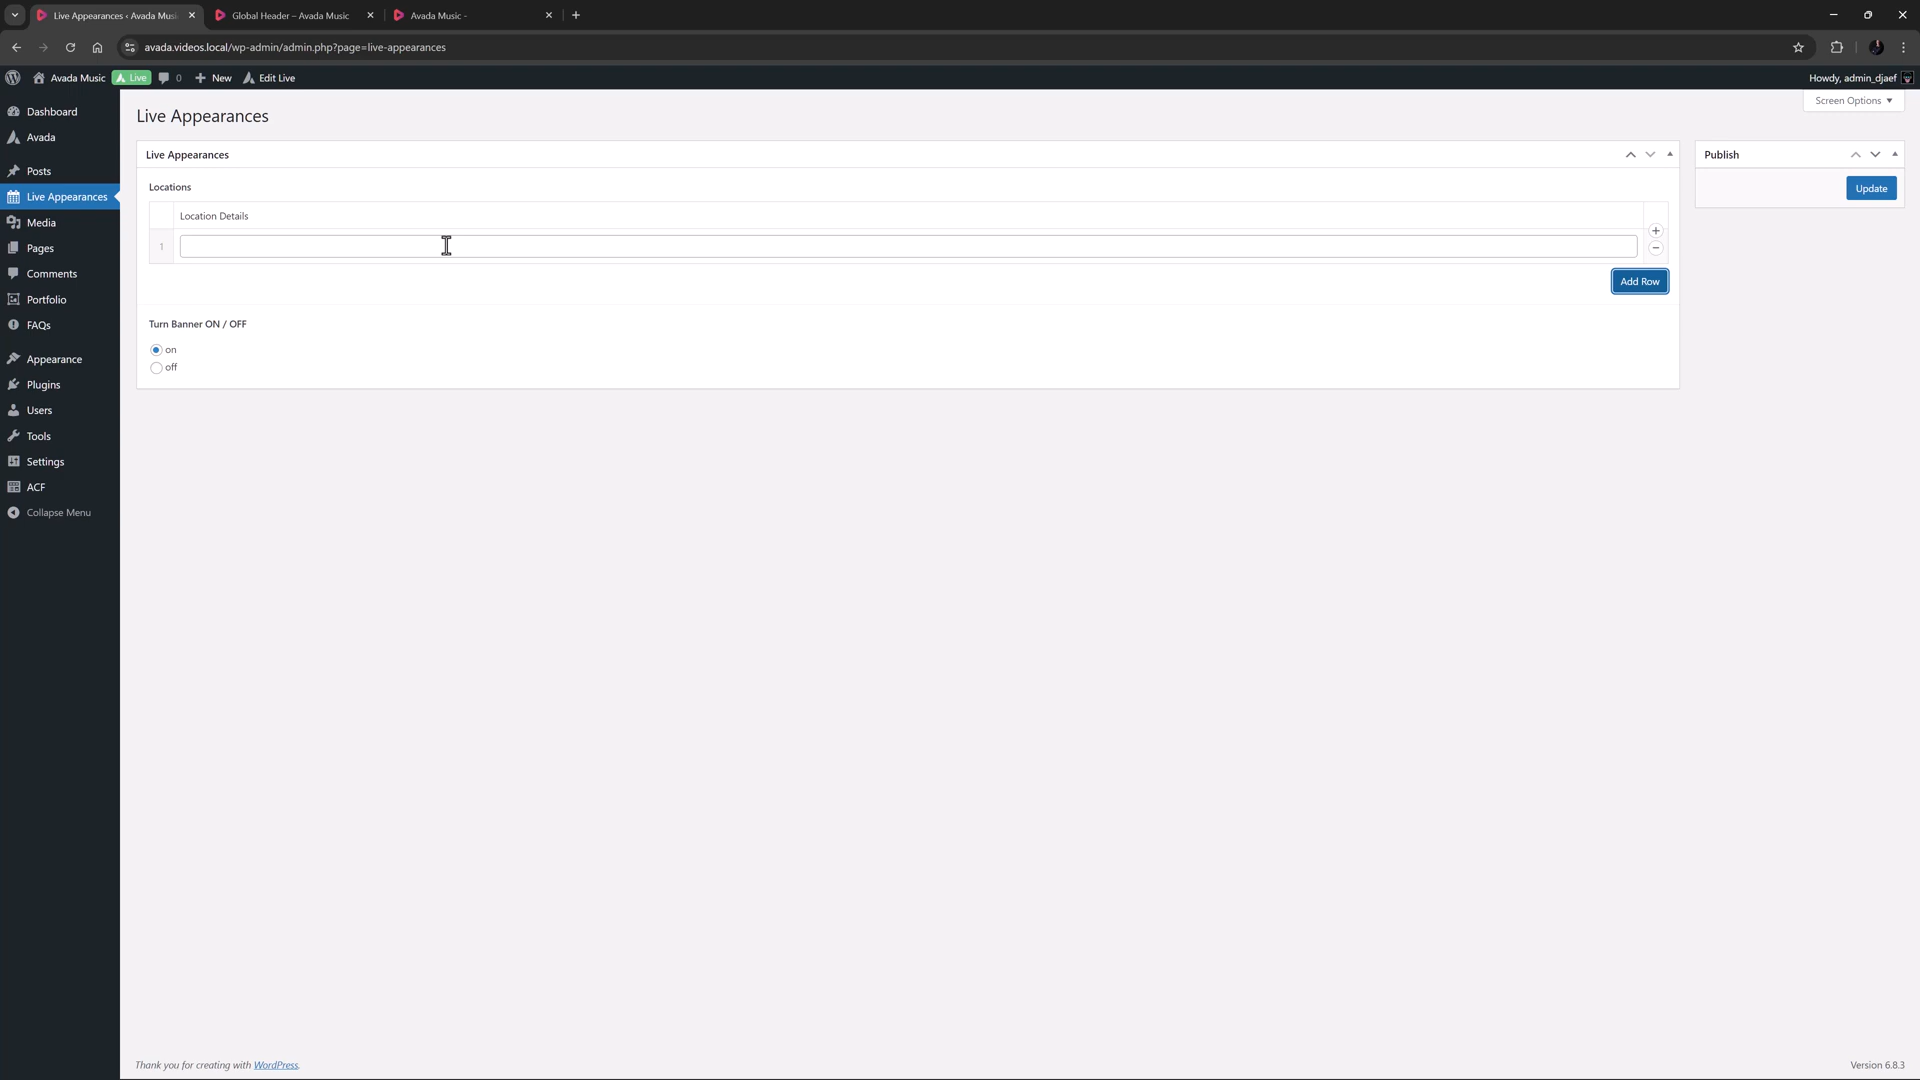 Live Appearances ‹ Avada Mus
Global Header – Avada Music
Avada Music -
avada.videos.local/wp-admin/admin.php?page=live-appearances
Avada Music
Live
0
New
Edit Live
Howdy, admin_djaef
Screen Options
Dashboard
Avada
Posts
Live Appearances
Media
Pages
Comments
Portfolio
FAQs
Appearance
Plugins
Users
Tools
Settings
ACF
Collapse Menu
Live Appearances
Live Appearances
Locations
Location Details
1
Add Row
Turn Banner ON / OFF
on
off
Publish
Update
Thank you for creating with WordPress.
Version 6.8.3